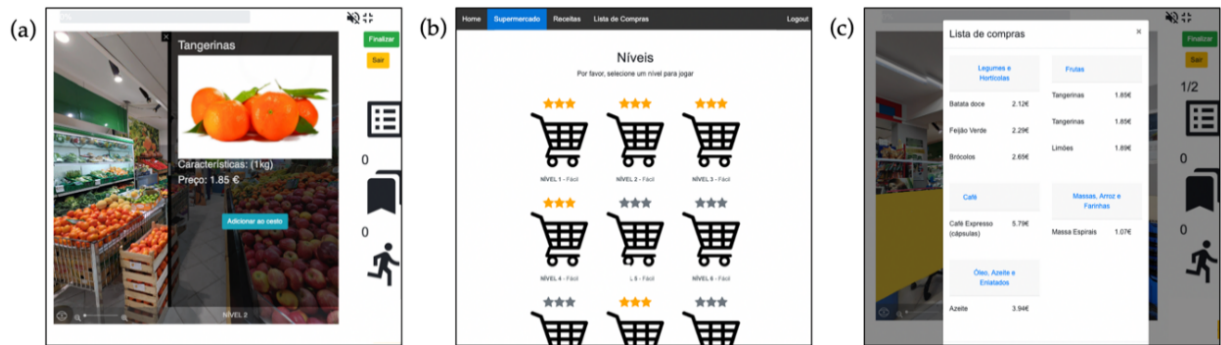 (a)
Finalizar
Sair
Tangerinas
Características: (1kg)
Preço: 1.85 €
Adicionar ao cesto
0
0
NÍVEL 2
(b)
Home Supermercado Receitas Lista de Compras Logout
Níveis
Por favor, selecione um nível para jogar
NÍVEL 1 - Fácil NÍVEL 2 - Fácil NÍVEL 3 - Fácil
NÍVEL 4 - Fácil L 5 - Fácil NÍVEL 6 - Fácil
(c)
Lista de compras ×
Finalizar
Sair
1/2
0
0
Legumes e
Hortícolas
Batata doce 2.12€
Feijão Verde 2.29€
Brócolos 2.69€
Frutas
Tangerinas 1.85€
Tangerinas 1.85€
Limões 1.89€
Café
Café Expresso 5.79€
(cápsulas)
Massas, Arroz e
Farinhas
Massa Espirais 1.07€
Óleo, Azeite e
Enlatados
Azeite 3.94€